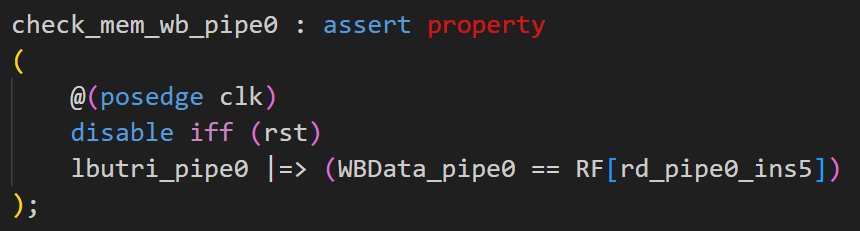 check_mem_wb_pipe0 : assert property
(
    @(posedge clk)
    disable iff (rst)
    lbutri_pipe0 |=> (WBData_pipe0 == RF[rd_pipe0_ins5])
);